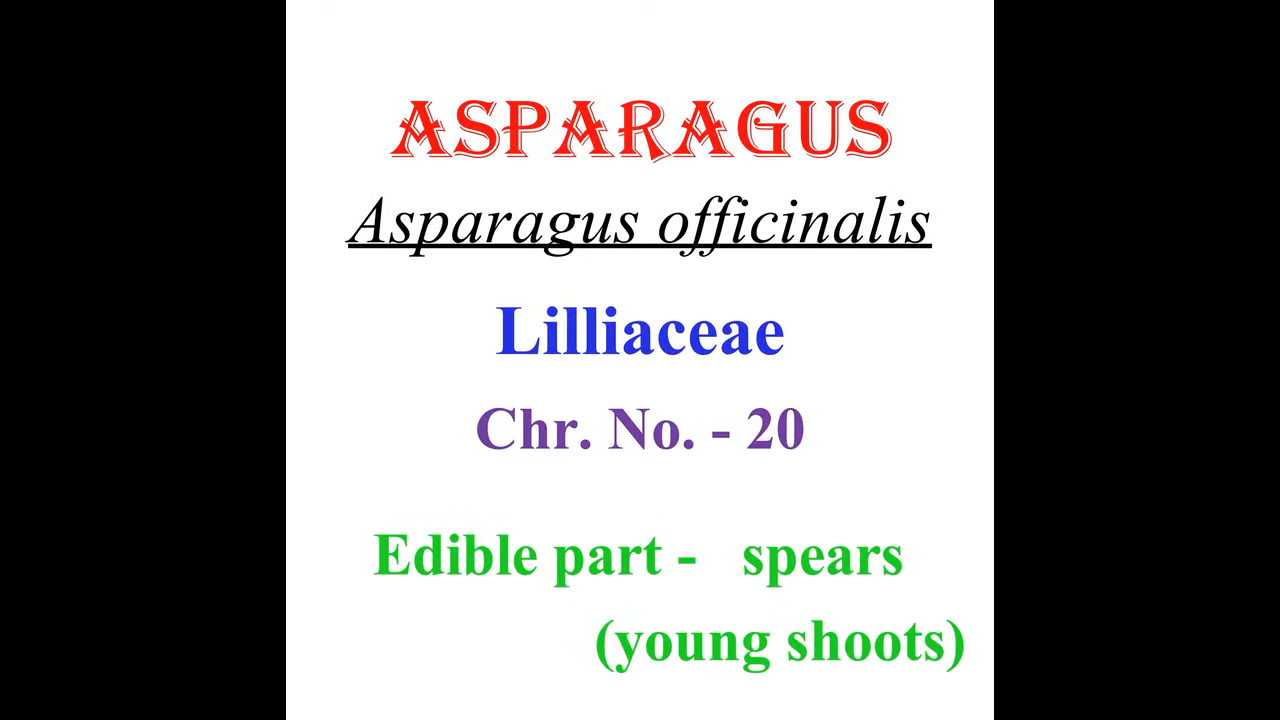 ASPARAGUS
Asparagus officinalis
Lilliaceae
Chr. No. - 20
Edible part - spears
(young shoots)